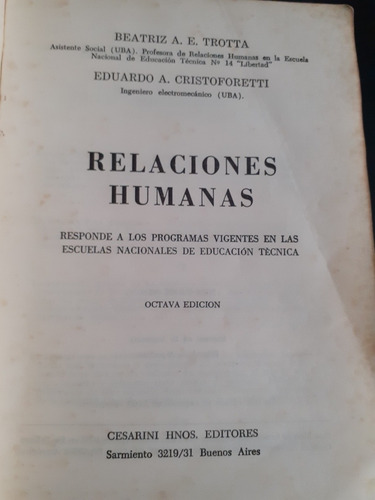 BEATRIZ A. E. TROTTA
Asistente Social (UBA). Profesora de Relaciones Humanas en la Escuela
Nacional de Educación Técnica Nº 14 "Libertad"
EDUARDO A. CRISTOFORETTI
Ingeniero electromecánico (UBA).
RELACIONES
HUMANAS
RESPONDE A LOS PROGRAMAS VIGENTES EN LAS
ESCUELAS NACIONALES DE EDUCACIÓN TÉCNICA
OCTAVA EDICION
CESARINI HNOS. EDITORES
Sarmiento 3219/31 Buenos Aires